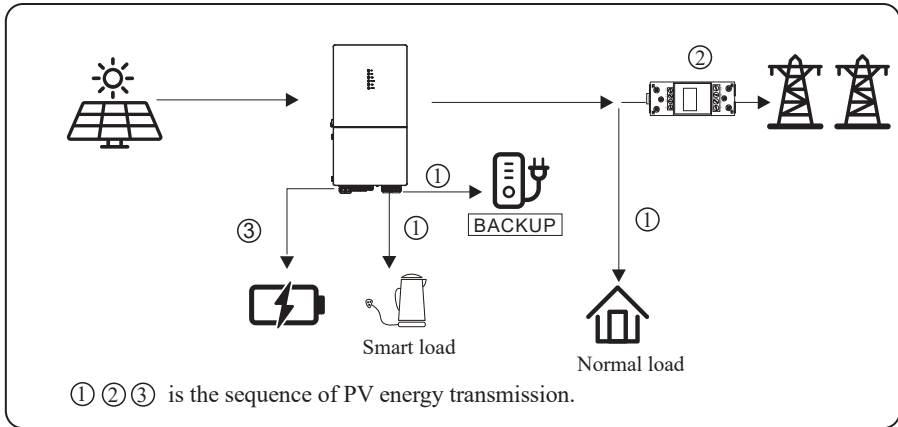 ②
①
BACKUP
③
①
①
Smart load
Normal load
① ② ③ is the sequence of PV energy transmission.